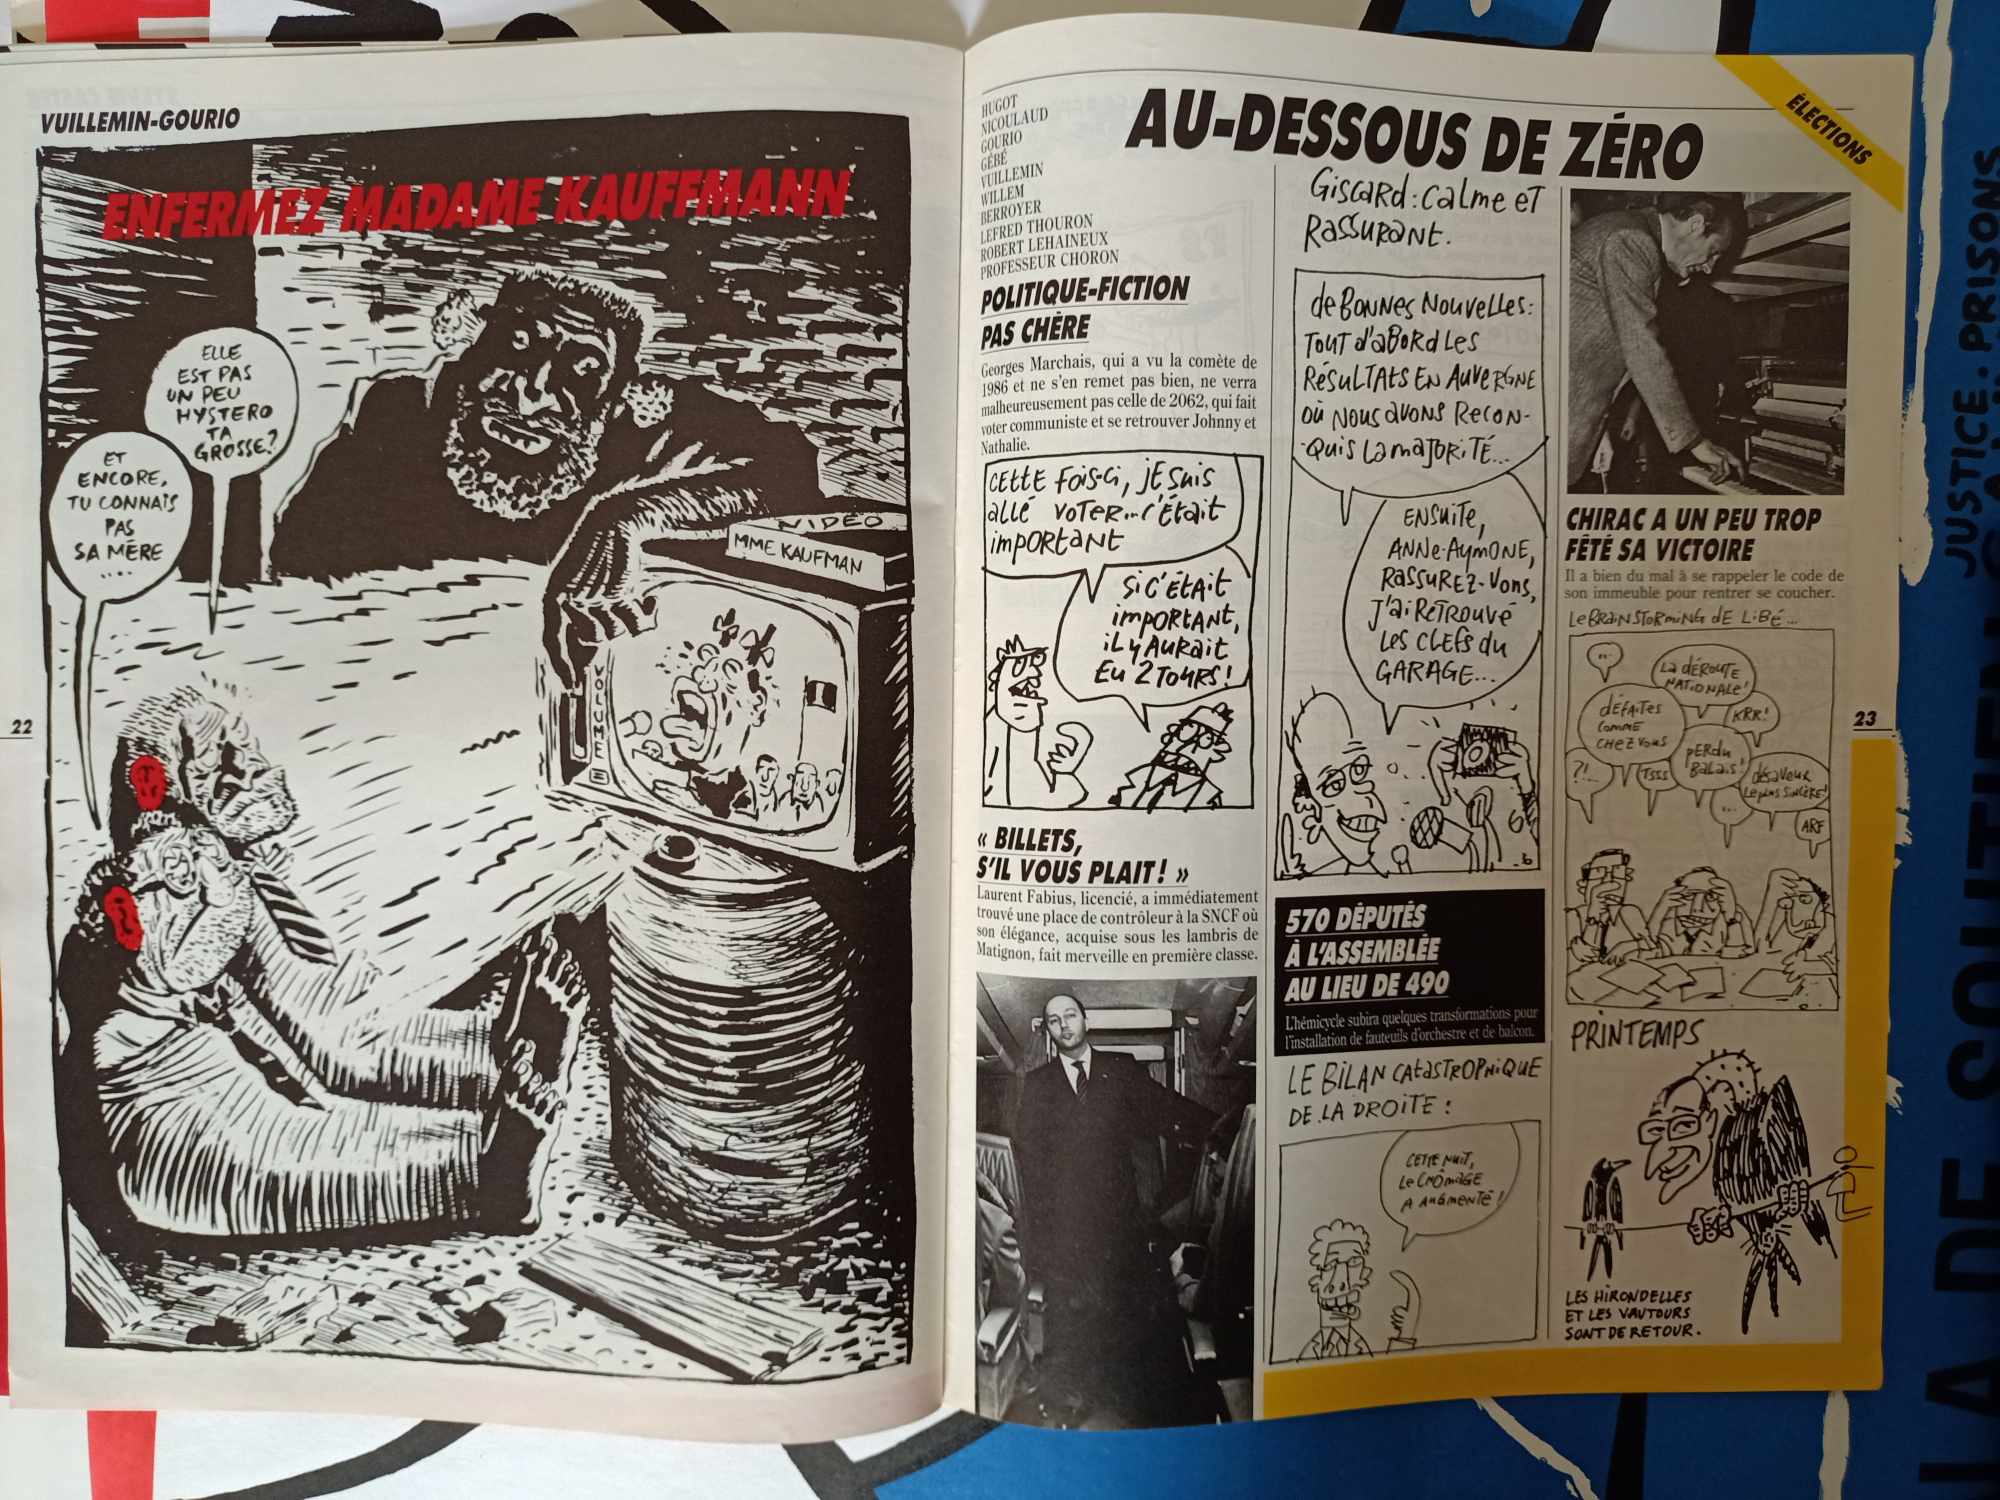 VUILLEMIN-GOURIO
ENFERMEZ MADAME KAUFFMANN
ELLE
EST PAS
UN PEU
HYSTERO
TA
GROSSE?
ET
ENCORE,
TU CONNAIS
PAS
SA MÈRE
....
VIDÉO
MME KAUFMAN
VOLUME
22
HUGOT
NICOULAUD
GOURIO
GÉBÉ
VUILLEMIN
WILLEM
BERROYER
LEFRED THOURON
ROBERT LEHAINEUX
PROFESSEUR CHORON
AU-DESSOUS DE ZÉRO
ÉLECTIONS
POLITIQUE-FICTION
PAS CHÈRE
Georges Marchais, qui a vu la comète de
1986 et ne s'en remet pas bien, ne verra
malheureusement pas celle de 2062, qui fait
voter communiste et se retrouver Johnny et
Nathalie.
CETTE FOIS-CI, JE SUIS
ALLÉ VOTER... C'ÉTAIT
IMPORTANT
SI C'ÉTAIT
IMPORTANT,
IL Y AURAIT
EU 2 TOURS!
« BILLETS,
S'IL VOUS PLAIT! »
Laurent Fabius, licencié, a immédiatement
trouvé une place de contrôleur à la SNCF où
son élégance, acquise sous les lambris de
Matignon, fait merveille en première classe.
Giscard: calme et
rassurant.
de bonnes nouvelles:
tout d'abord les
résultats en Auvergne
où nous avons recon-
-quis la majorité...
ENSUITE,
ANNE-AYMONE,
RASSUREZ-VOUS,
J'AI RETROUVÉ
LES CLEFS DU
GARAGE...
570 DÉPUTÉS
À L'ASSEMBLÉE
AU LIEU DE 490
L'hémicycle subira quelques transformations pour
l'installation de fauteuils d'orchestre et de balcon.
LE BILAN CATASTROPHIQUE
DE LA DROITE :
CETTE NUIT,
LE CHÔMAGE
A AUGMENTÉ!
CHIRAC A UN PEU TROP
FÊTÉ SA VICTOIRE
Il a bien du mal à se rappeler le code de
son immeuble pour rentrer se coucher.
LE BRAINSTORMING DE LIBÉ...
...
LA DÉROUTE
NATIONALE!
DÉFAITES
COMME
CHEZ VOUS
KRR!
PERDU
BALAIS!
?!..
TSSS
DÉSAVEUX
LE PLUS SINCÈRE!
...
ARF
PRINTEMPS
LES HIRONDELLES
ET LES VAUTOURS
SONT DE RETOUR.
23
JUSTICE. PRISONS
LA DE SOUTIEN